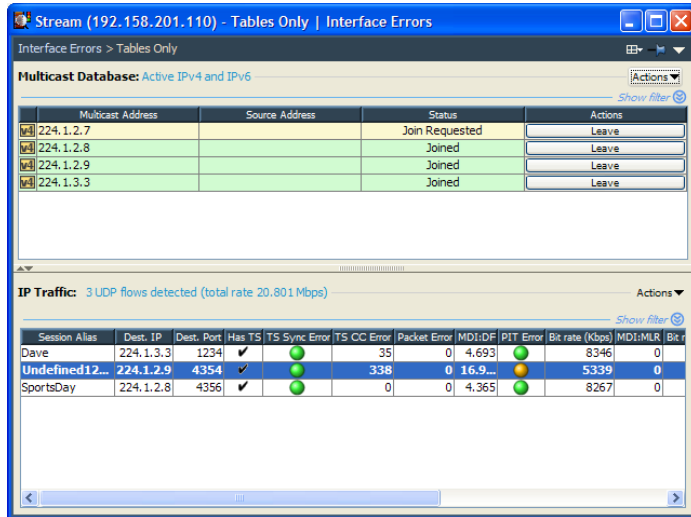 Stream (192.158.201.110) - Tables Only | Interface Errors
Interface Errors > Tables Only
Multicast Database: Active IPv4 and IPv6 Actions
Show filter
Multicast Address Source Address Status Actions
v4 224.1.2.7 Join Requested Leave
v4 224.1.2.8 Joined Leave
v4 224.1.2.9 Joined Leave
v4 224.1.3.3 Joined Leave
IP Traffic: 3 UDP flows detected (total rate 20.801 Mbps) Actions
Show filter
Session Alias Dest. IP Dest. Port Has TS TS Sync Error TS CC Error Packet Error MDI:DF PIT Error Bit rate (Kbps) MDI:MLR Bit r
Dave 224.1.3.3 1234 ✔ 35 0 4.693 8346 0
Undefined12... 224.1.2.9 4354 ✔ 338 0 16.9... 5339 0
SportsDay 224.1.2.8 4356 ✔ 0 0 4.365 8267 0